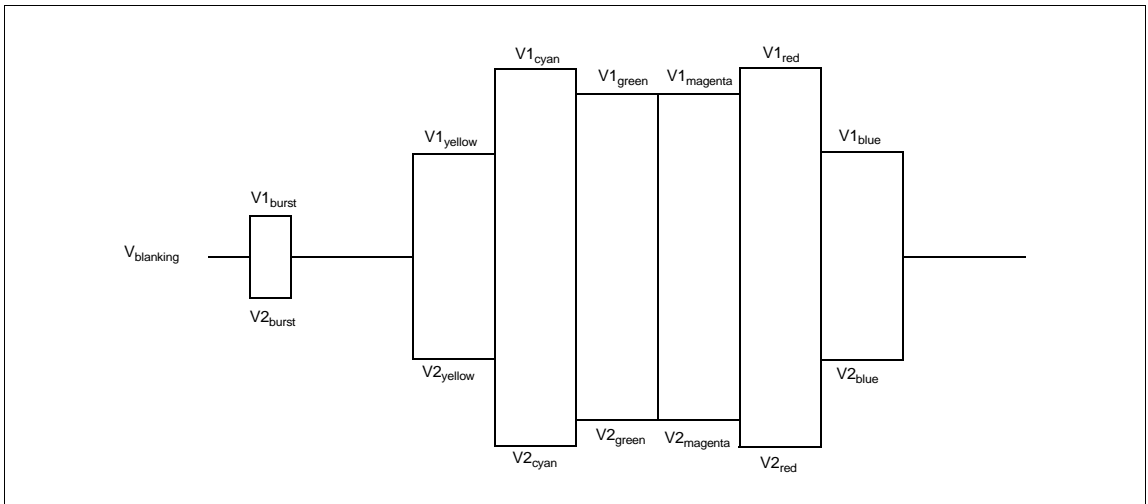 V1cyan
V1red
V1green
V1magenta
V1yellow
V1blue
V1burst
Vblanking
V2burst
V2yellow
V2blue
V2green
V2magenta
V2cyan
V2red